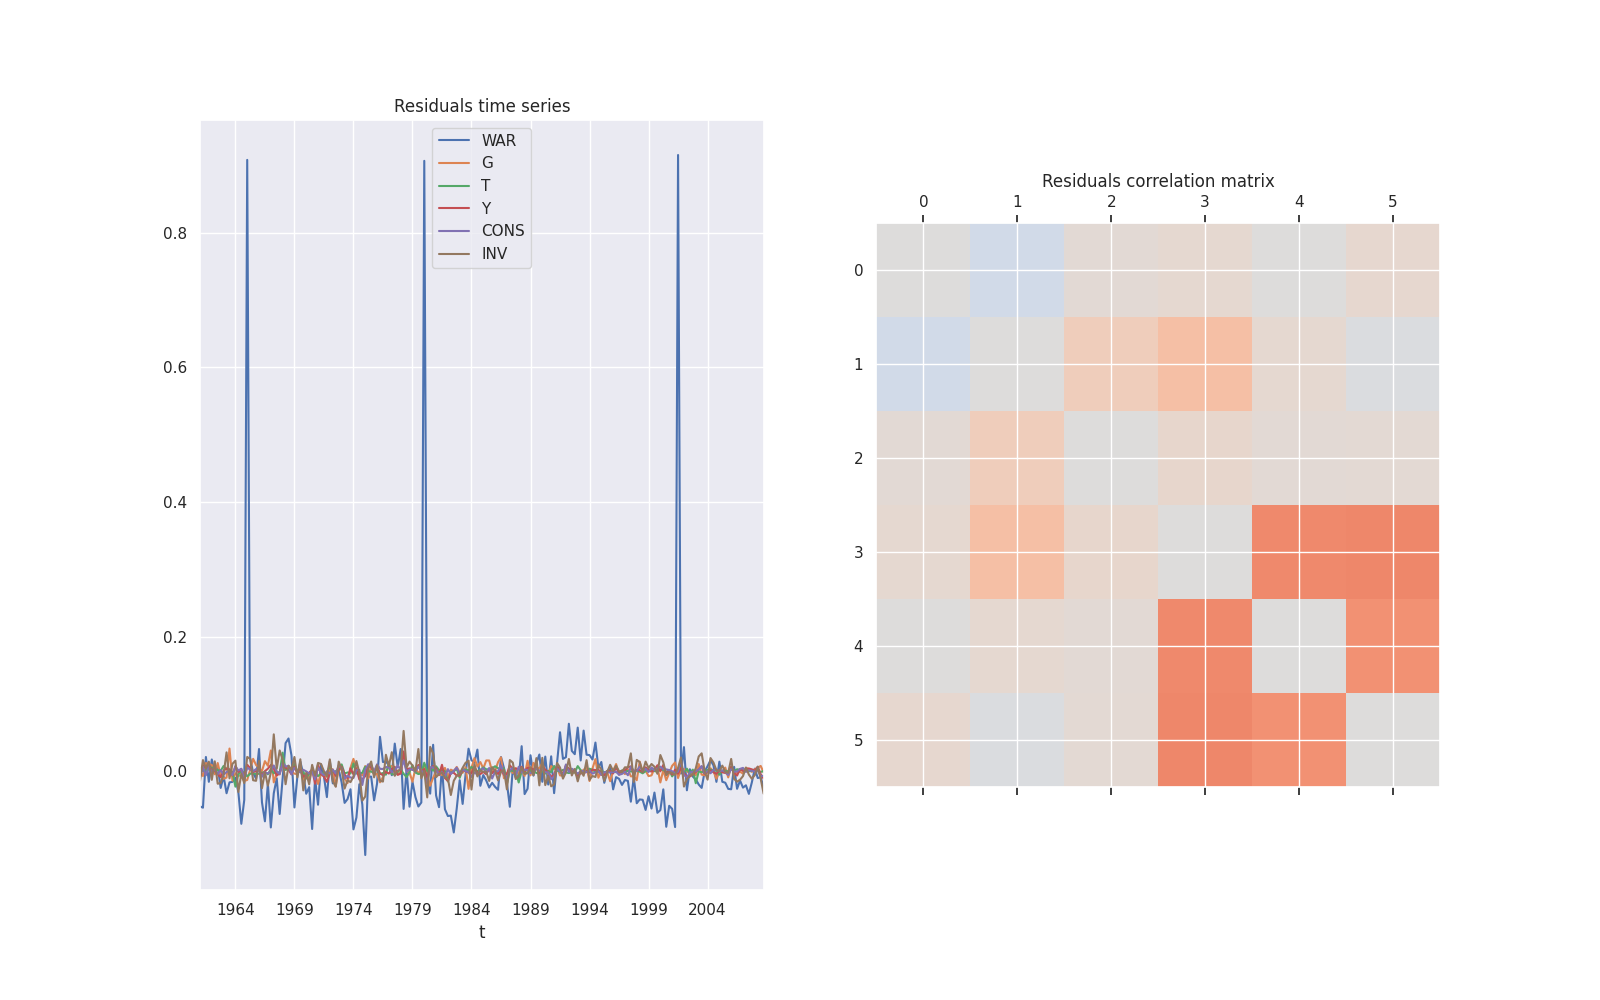 Residuals time series
WAR
G
T
Y
CONS
INV
0.8
0.6
0.4
0.2
0.0
1964 1969 1974 1979 1984 1989 1994 1999 2004
t
Residuals correlation matrix
0 1 2 3 4 5
0
1
2
3
4
5